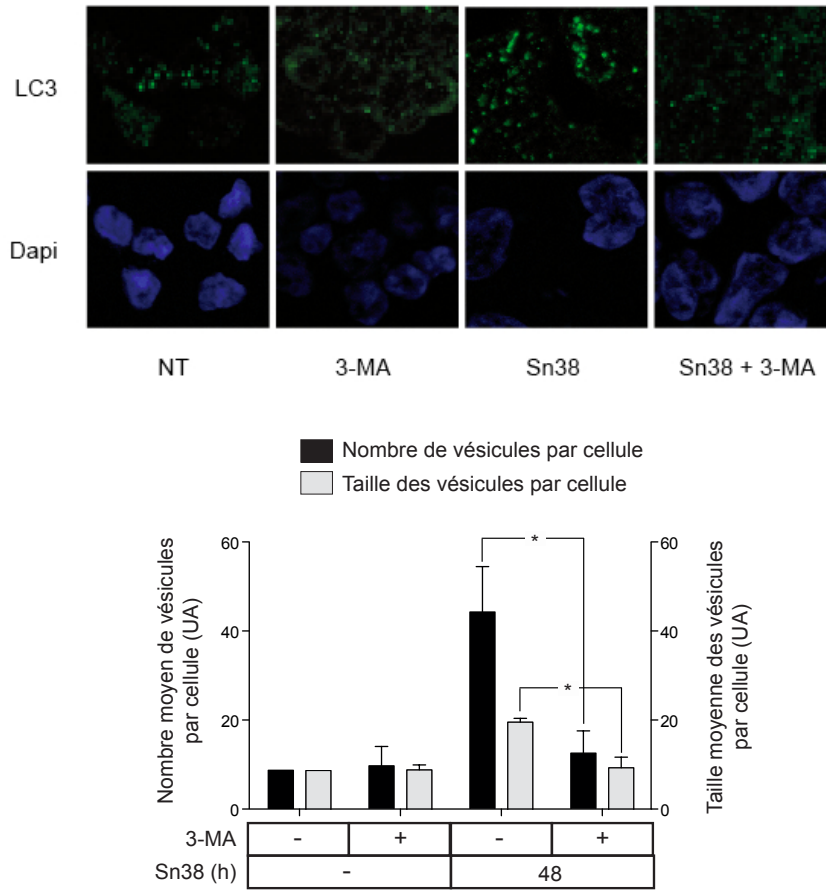 LC3
Dapi
NT 3-MA Sn38 Sn38 + 3-MA
Nombre de vésicules par cellule
Taille des vésicules par cellule
Nombre moyen de vésicules
par cellule (UA)
60
40
20
0
*
*
60
40
20
0
Taille moyenne des vésicules
par cellule (UA)
3-MA - + - +
Sn38 (h) - 48